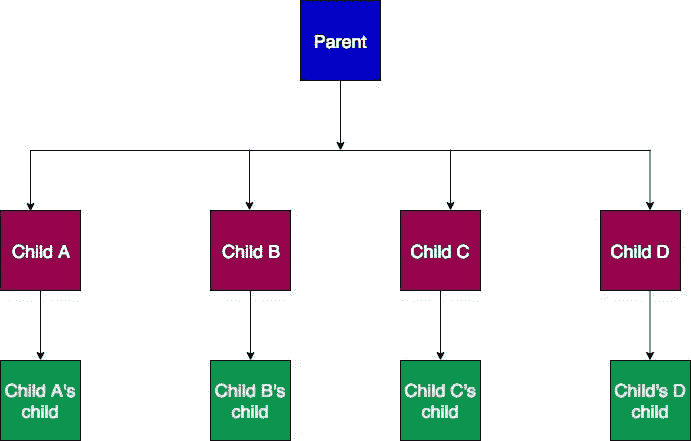 Parent
Child A
Child B
Child C
Child D
Child A's
child
Child B's
child
Child C's
child
Child's D
child